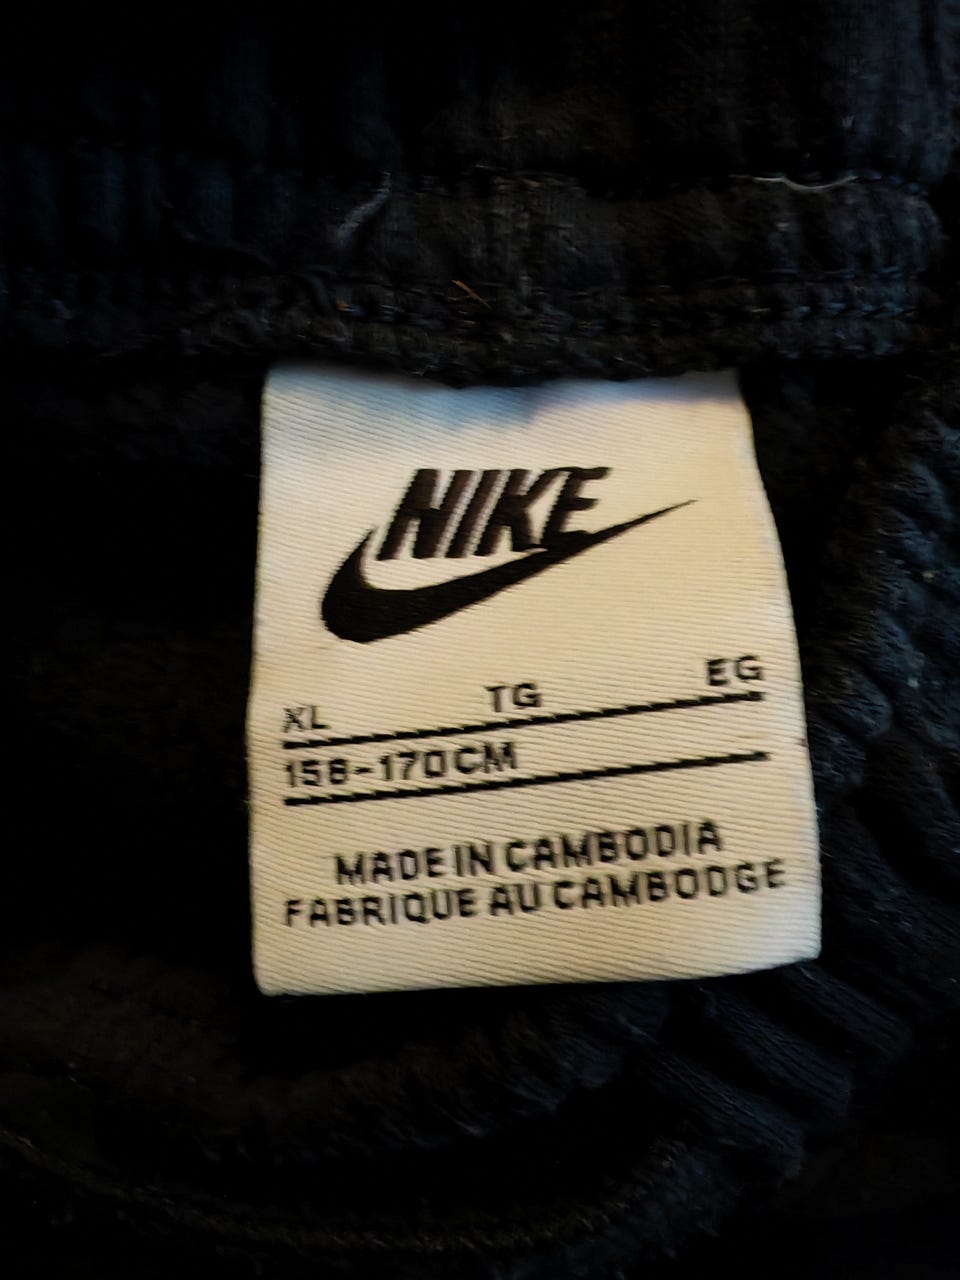 NIKE
XL TG EG
158-170CM
MADE IN CAMBODIA
FABRIQUE AU CAMBODGE